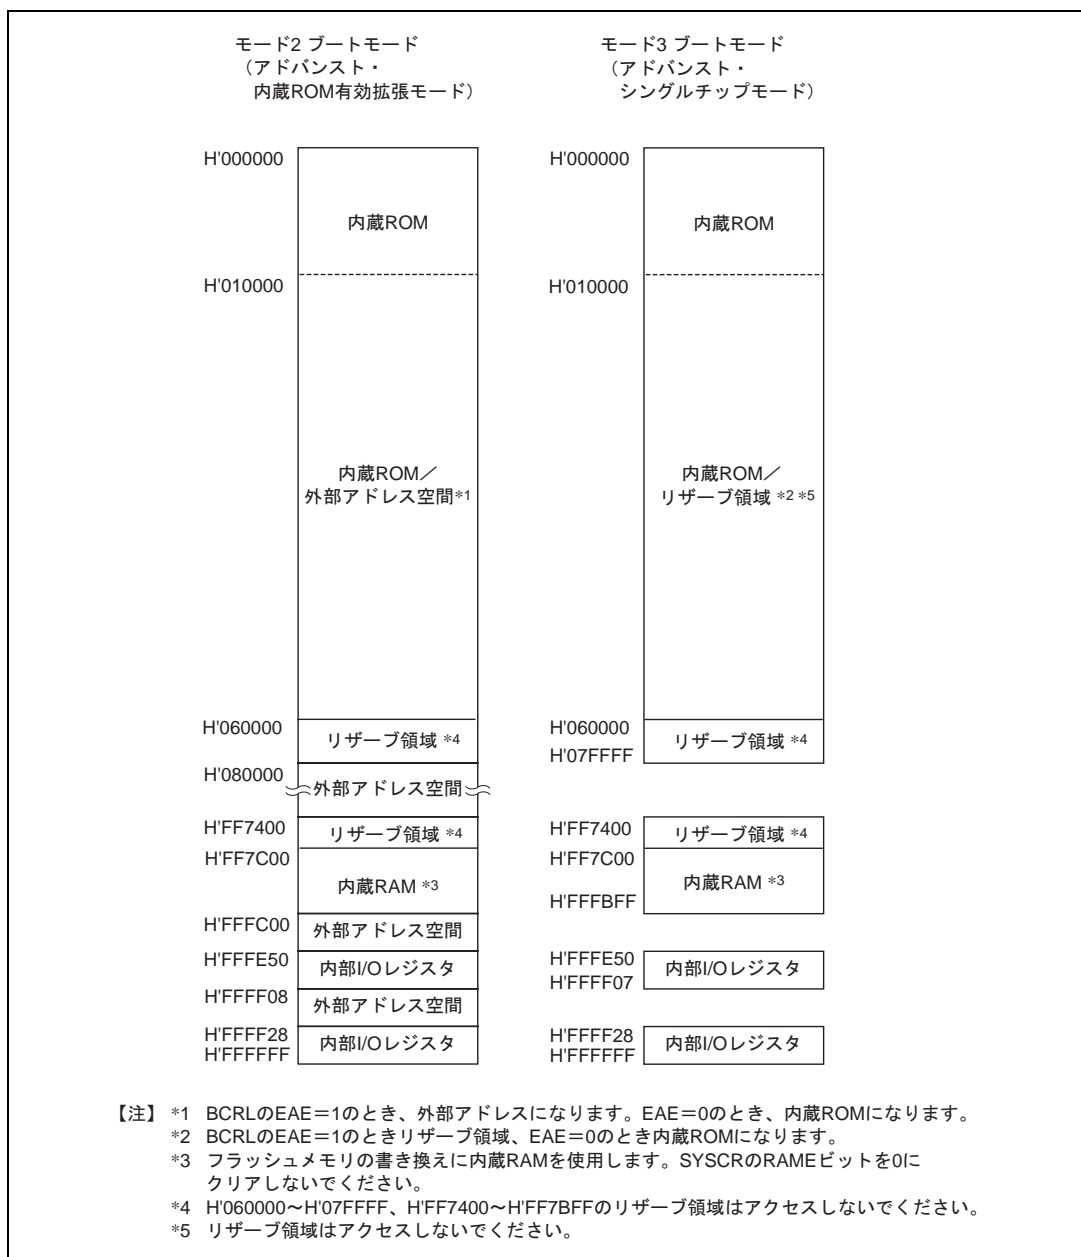 モード2 ブートモード
（アドバンスト・
内蔵ROM有効拡張モード）
H'000000
内蔵ROM
H'010000
内蔵ROM／
外部アドレス空間*1
H'060000
リザーブ領域 *4
H'080000
外部アドレス空間
H'FF7400
リザーブ領域 *4
H'FF7C00
内蔵RAM *3
H'FFFC00
外部アドレス空間
H'FFFE50
内部I/Oレジスタ
H'FFFF08
外部アドレス空間
H'FFFF28
内部I/Oレジスタ
H'FFFFFF
モード3 ブートモード
（アドバンスト・
シングルチップモード）
H'000000
内蔵ROM
H'010000
内蔵ROM／
リザーブ領域 *2 *5
H'060000
リザーブ領域 *4
H'07FFFF
H'FF7400
リザーブ領域 *4
H'FF7C00
内蔵RAM *3
H'FFFBFF
H'FFFE50
内部I/Oレジスタ
H'FFFF07
H'FFFF28
内部I/Oレジスタ
H'FFFFFF
【注】 *1 BCRLのEAE＝1のとき、外部アドレスになります。EAE＝0のとき、内蔵ROMになります。
*2 BCRLのEAE＝1のときリザーブ領域、EAE＝0のとき内蔵ROMになります。
*3 フラッシュメモリの書き換えに内蔵RAMを使用します。SYSCRのRAMEビットを0に
クリアしないでください。
*4 H'060000～H'07FFFF、H'FF7400～H'FF7BFFのリザーブ領域はアクセスしないでください。
*5 リザーブ領域はアクセスしないでください。